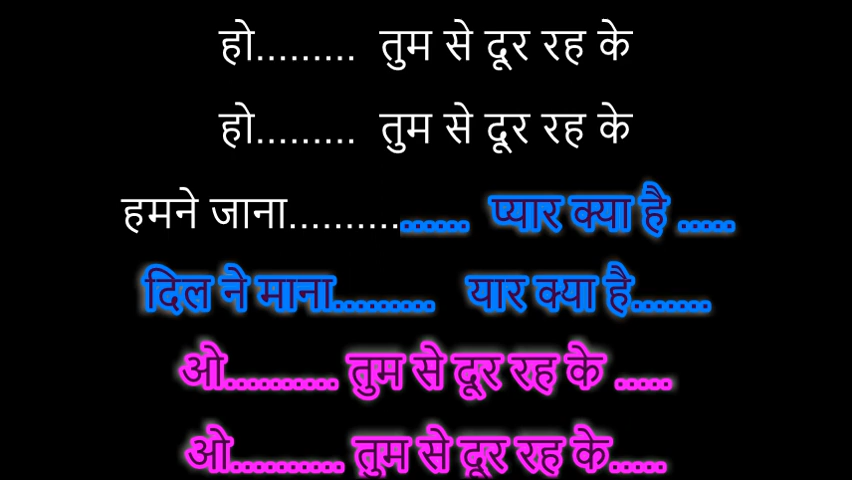 हो......... तुम से दूर रह के
हो......... तुम से दूर रह के
हमने जाना................ प्यार क्या है .....
दिल ने माना......... यार क्या है.......
ओ.......... तुम से दूर रह के .....
ओ.......... तुम से दूर रह के.....